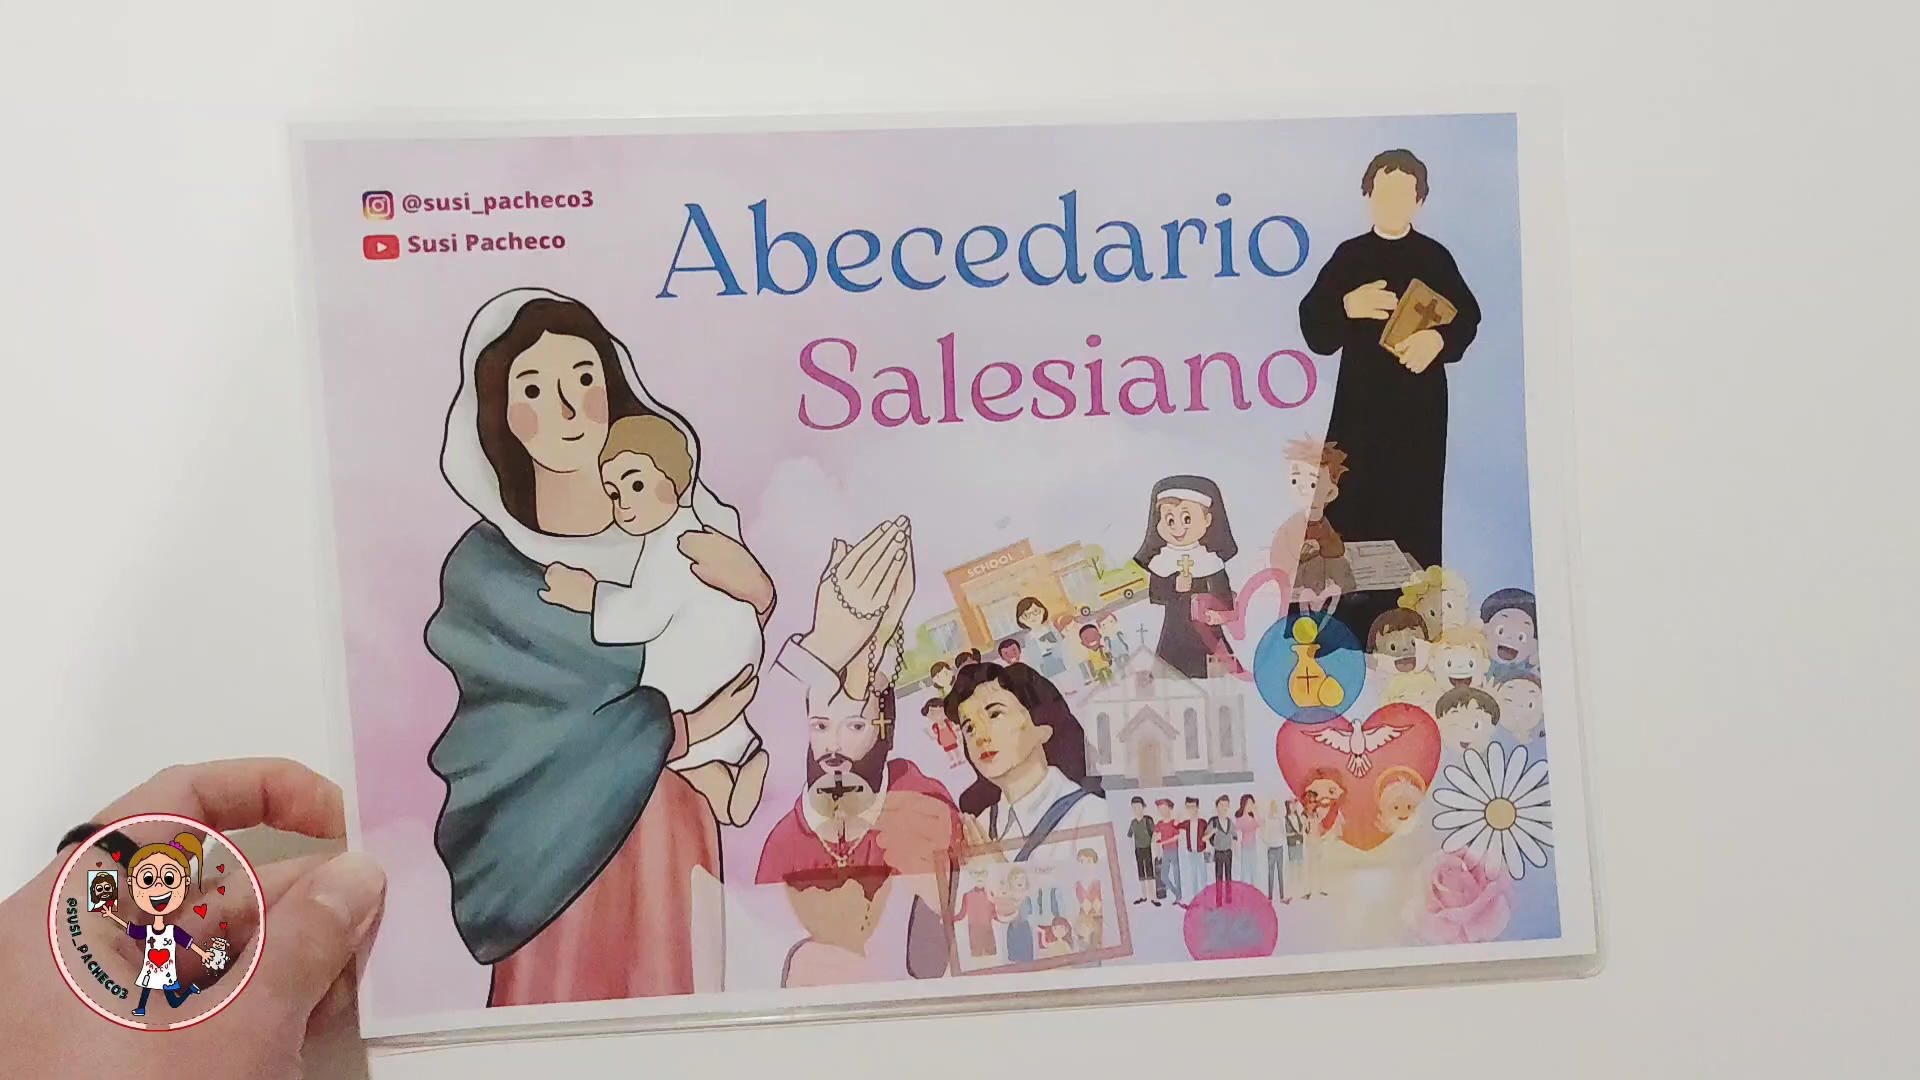 @susi_pacheco3
Susi Pacheco
Abecedario
Salesiano
SCHOOL
@SUSI_PACHECO3